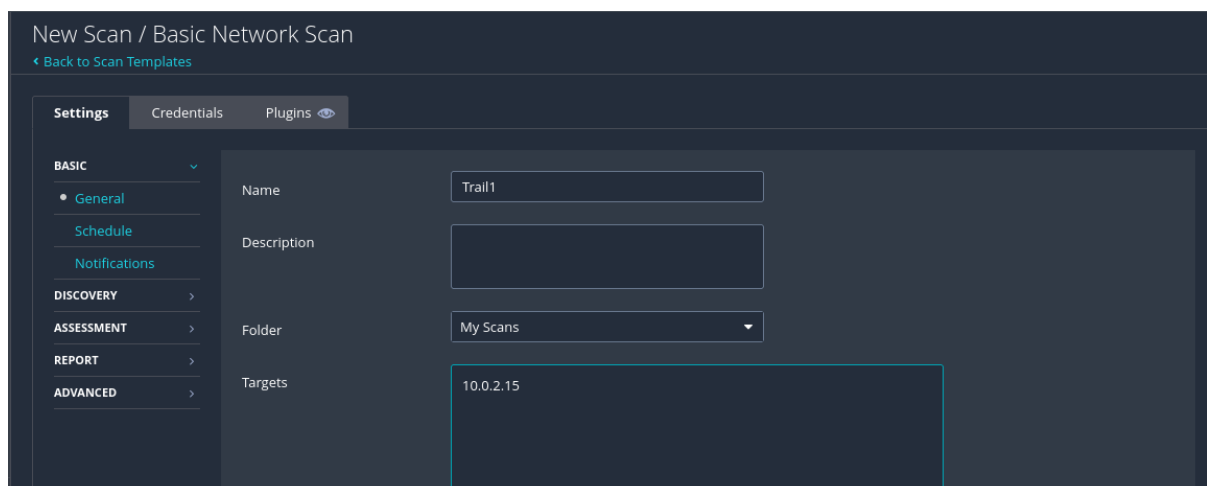 New Scan / Basic Network Scan
Back to Scan Templates
Settings Credentials Plugins
BASIC
General
Schedule
Notifications
DISCOVERY
ASSESSMENT
REPORT
ADVANCED
Name Trail1
Description
Folder My Scans
Targets 10.0.2.15